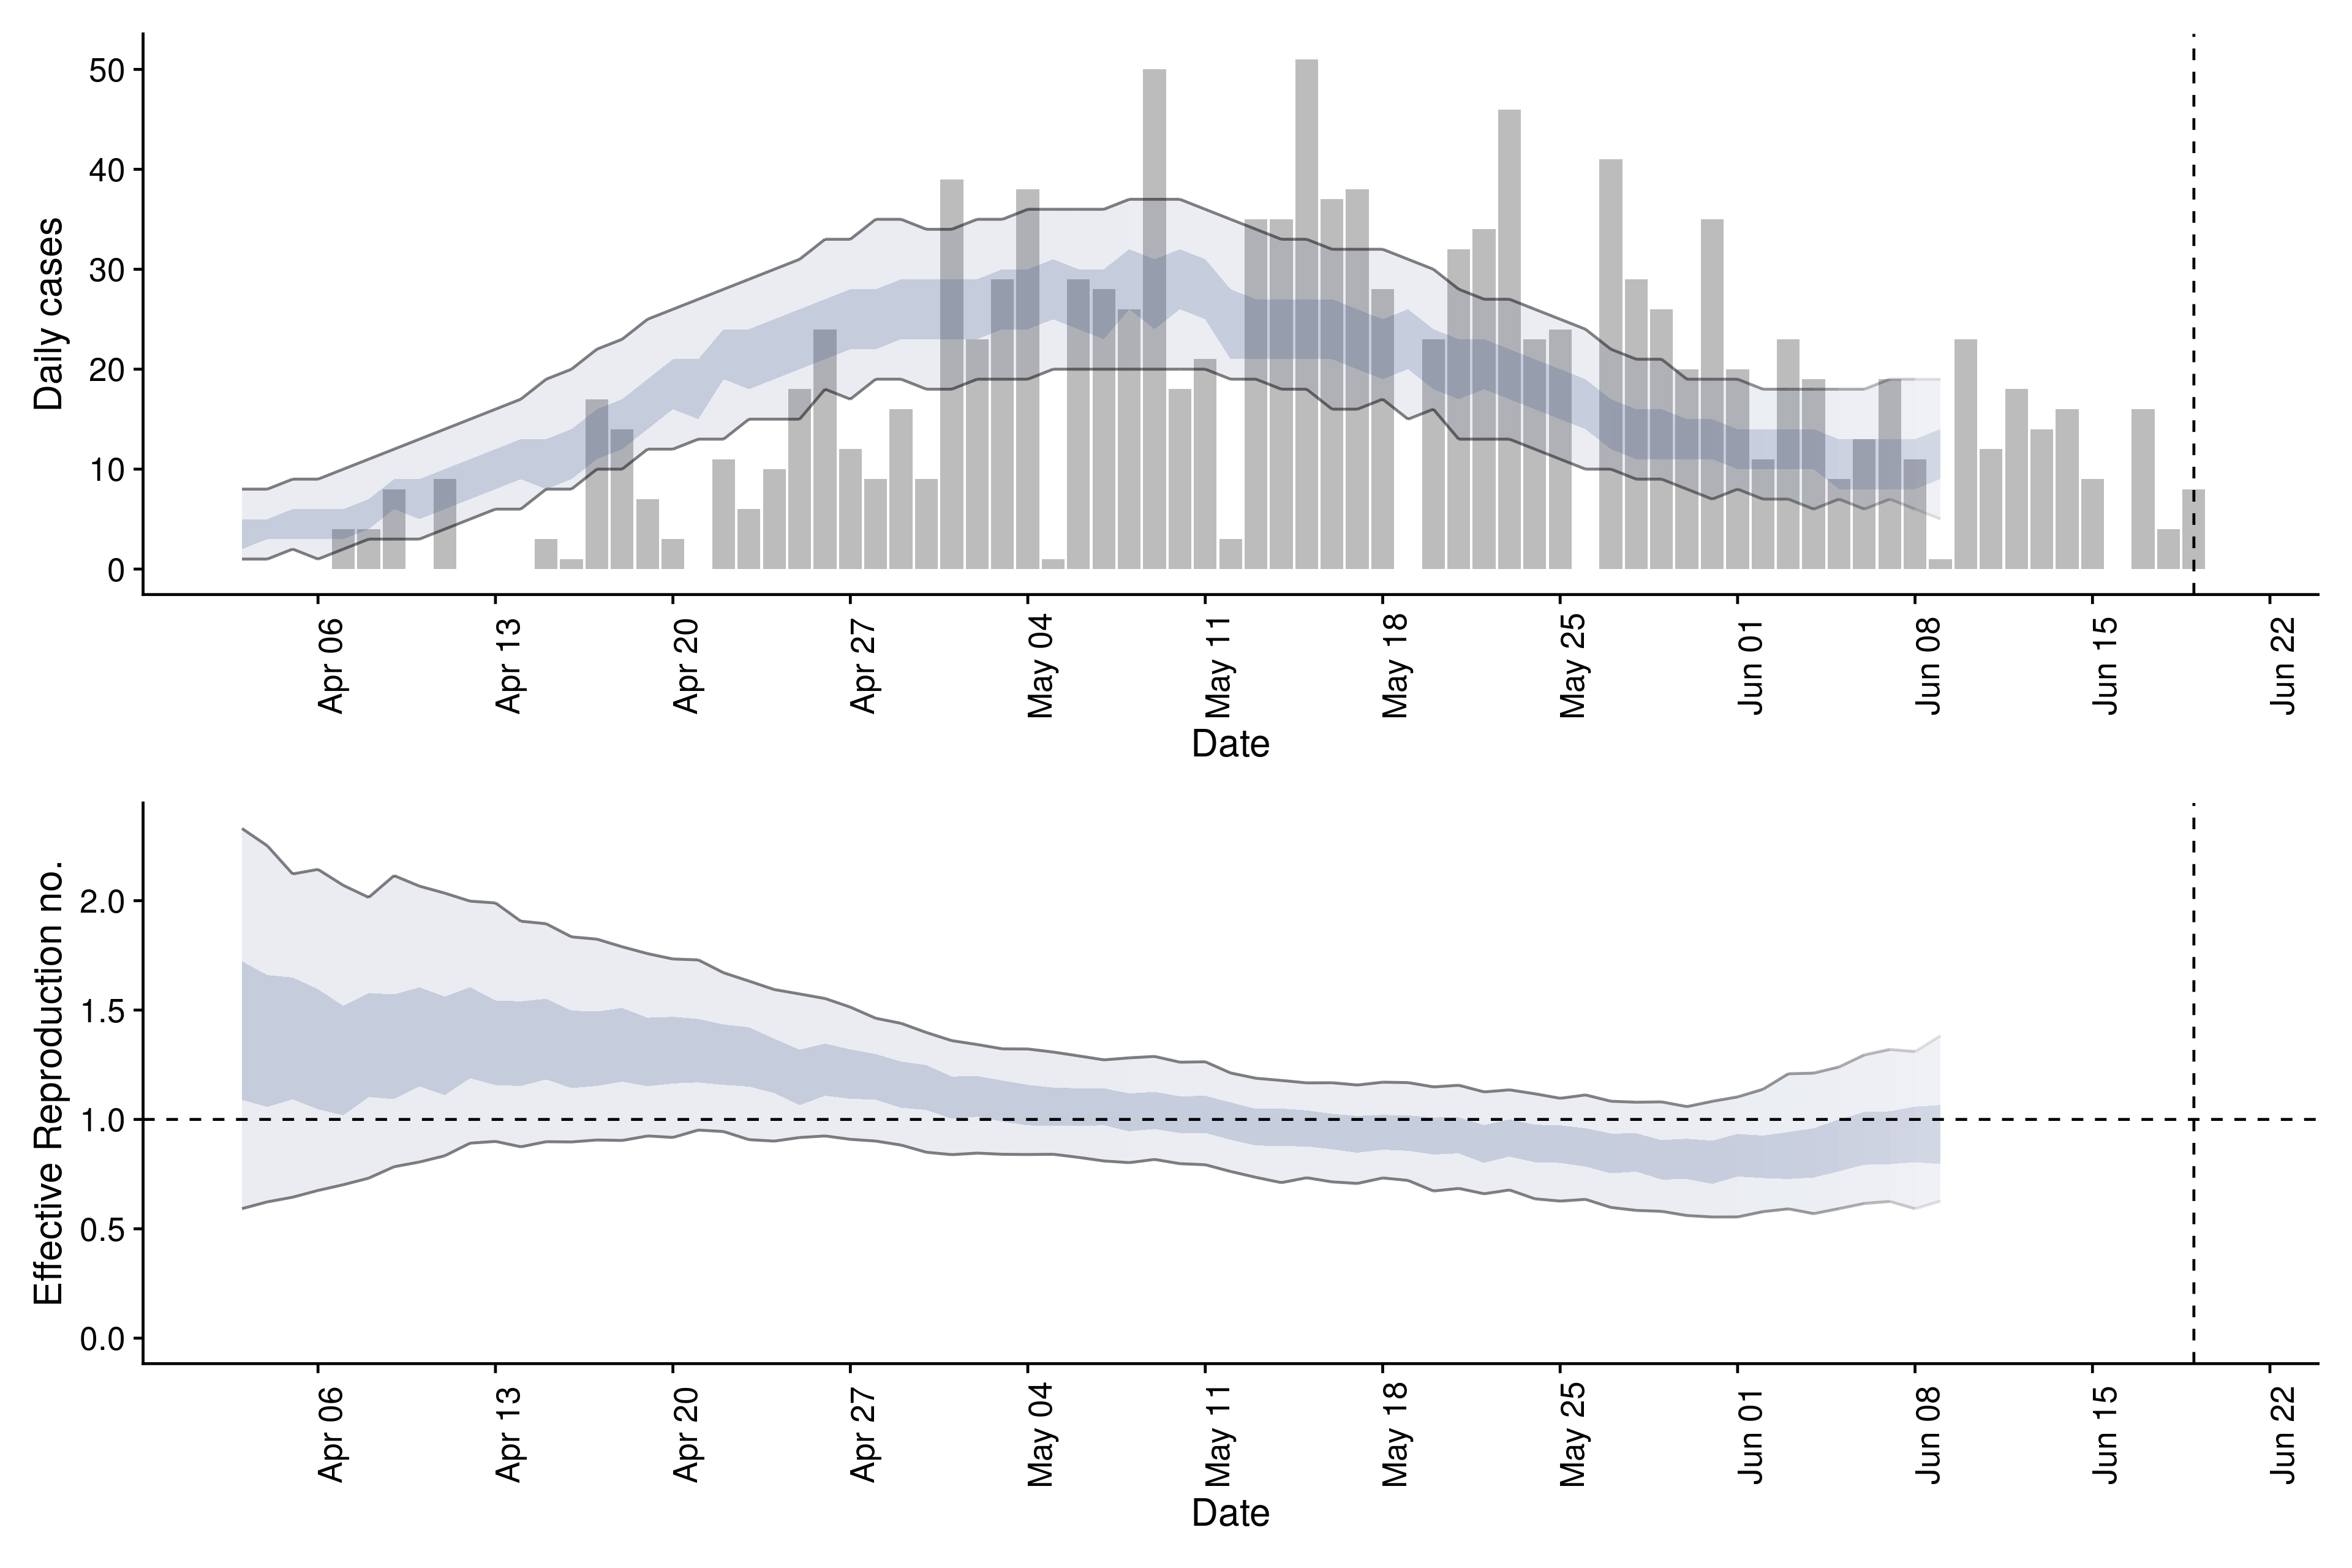 Daily cases
50
40
30
20
10
0
Apr 06
Apr 13
Apr 20
Apr 27
May 04
May 11
May 18
May 25
Jun 01
Jun 08
Jun 15
Jun 22
Date
Effective Reproduction no.
2.0
1.5
1.0
0.5
0.0
Apr 06
Apr 13
Apr 20
Apr 27
May 04
May 11
May 18
May 25
Jun 01
Jun 08
Jun 15
Jun 22
Date